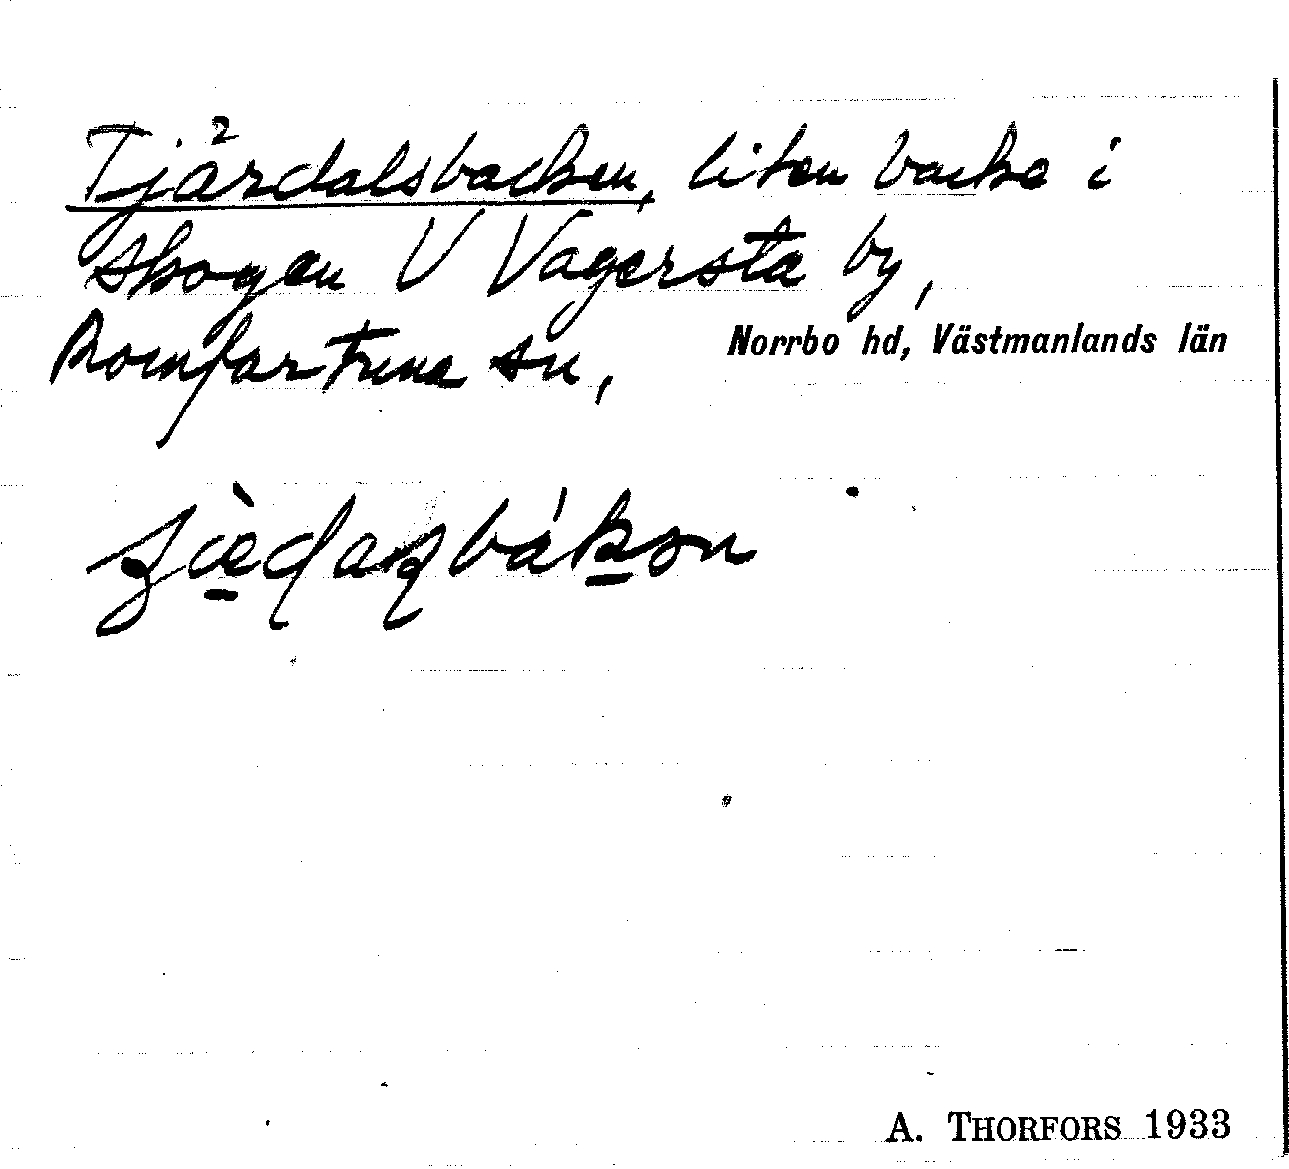 Tjärdalsbacken, liten backe i
skogen V Vagersta by,
Romfartuna sn, Norrbo hd, Västmanlands län
A. THORFORS 1933